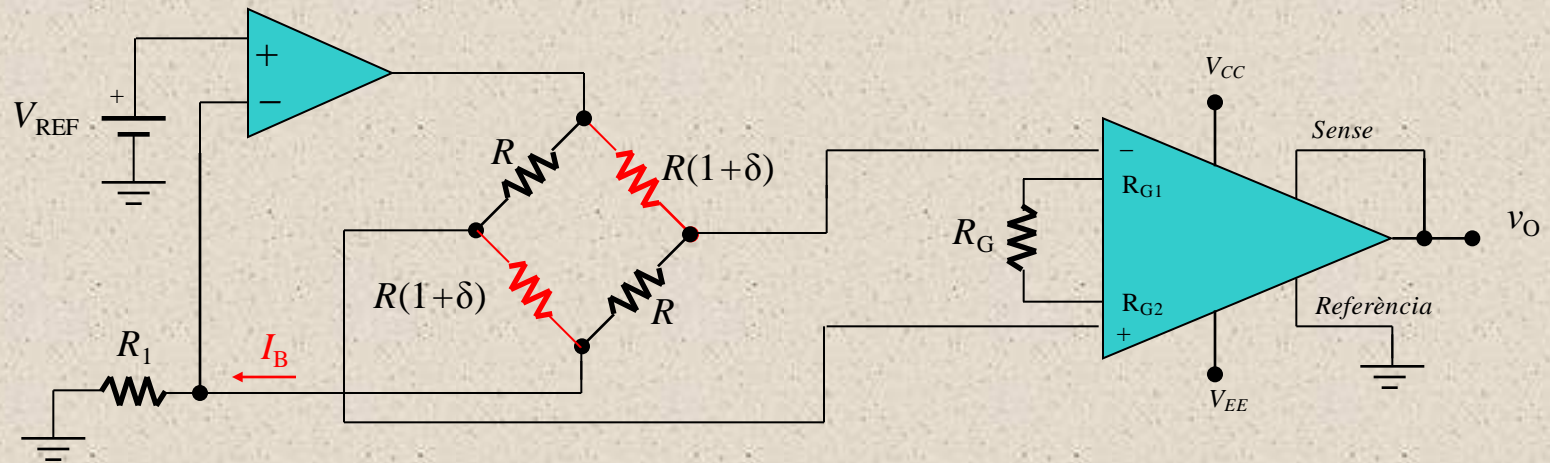 +
−
+
V_REF
R
R(1+δ)
R(1+δ)
R
R_1
I_B
V_CC
Sense
−
R_G1
R_G
v_O
R_G2
+
Referència
V_EE